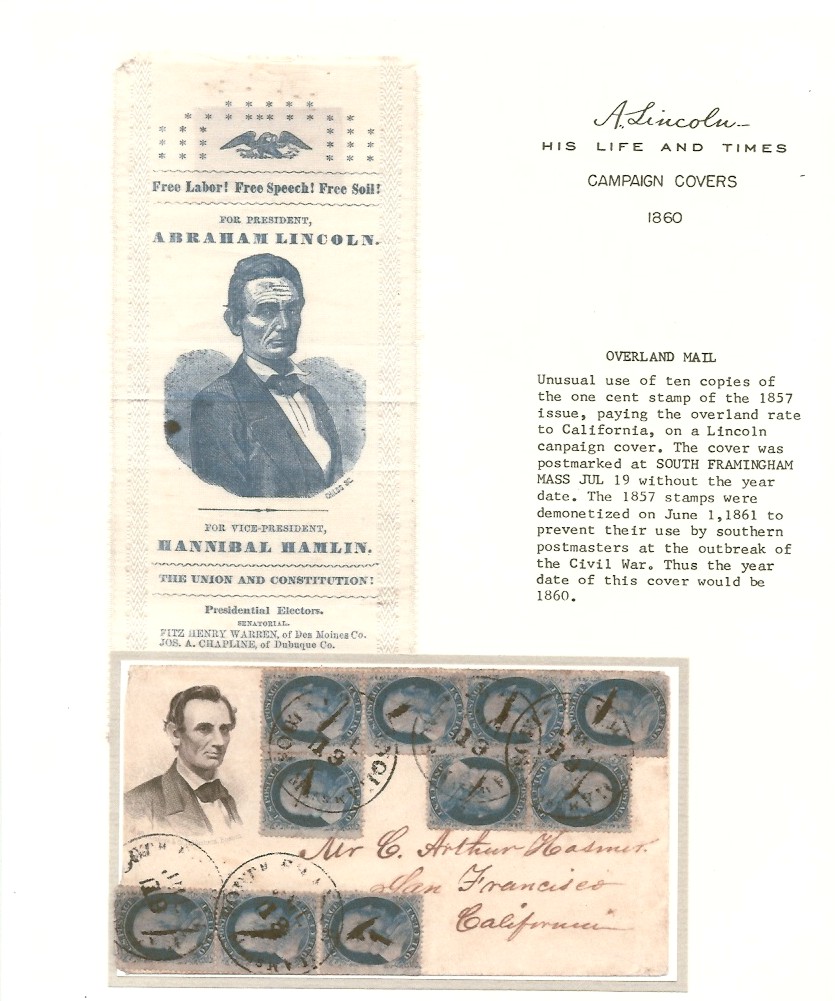 Free Labor! Free Speech! Free Soil!
FOR PRESIDENT,
ABRAHAM LINCOLN.
CHILDS SC
FOR VICE-PRESIDENT,
HANNIBAL HAMLIN.
THE UNION AND CONSTITUTION!
Presidential Electors.
SENATORIAL.
FITZ HENRY WARREN, of Des Moines Co.
JOS. A. CHAPLINE, of Dubuque Co.
A. Lincoln
HIS LIFE AND TIMES
CAMPAIGN COVERS
1860
OVERLAND MAIL
Unusual use of ten copies of
the one cent stamp of the 1857
issue, paying the overland rate
to California, on a Lincoln
canpaign cover. The cover was
postmarked at SOUTH FRAMINGHAM
MASS JUL 19 without the year
date. The 1857 stamps were
demonetized on June 1,1861 to
prevent their use by southern
postmasters at the outbreak of
the Civil War. Thus the year
date of this cover would be
1860.
Mr C. Arthur Hosmer
San Francisco
California